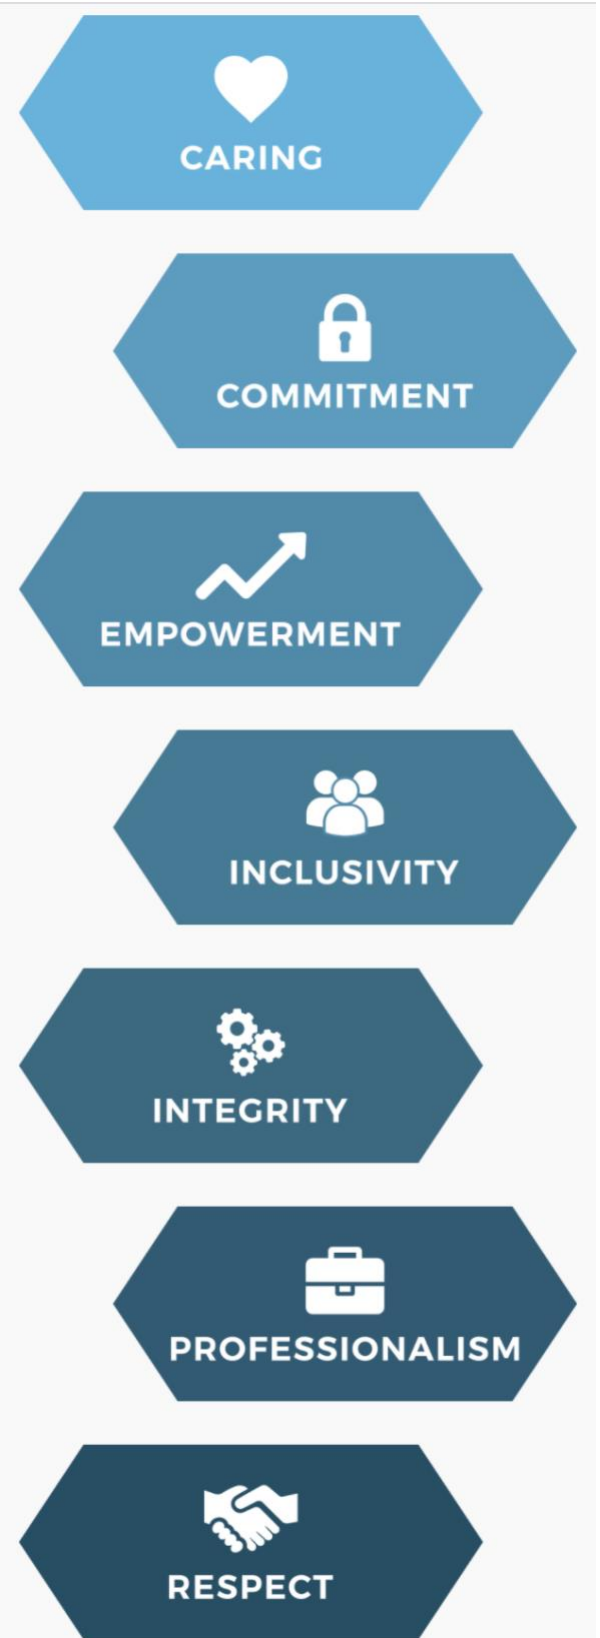 CARING
COMMITMENT
EMPOWERMENT
INCLUSIVITY
INTEGRITY
PROFESSIONALISM
RESPECT